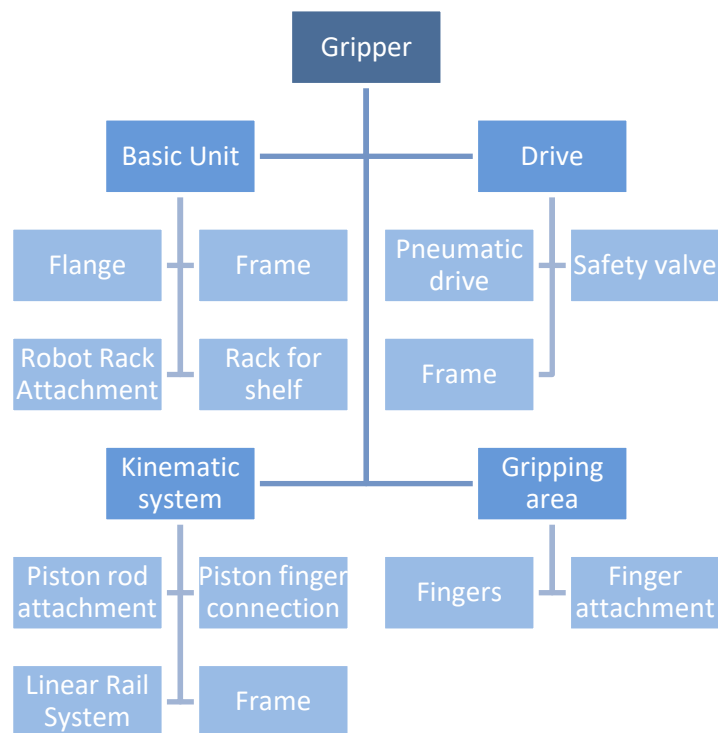 Gripper
Basic Unit
Drive
Flange
Frame
Pneumatic
drive
Safety valve
Robot Rack
Attachment
Rack for
shelf
Frame
Kinematic
system
Gripping
area
Piston rod
attachment
Piston finger
connection
Fingers
Finger
attachment
Linear Rail
System
Frame